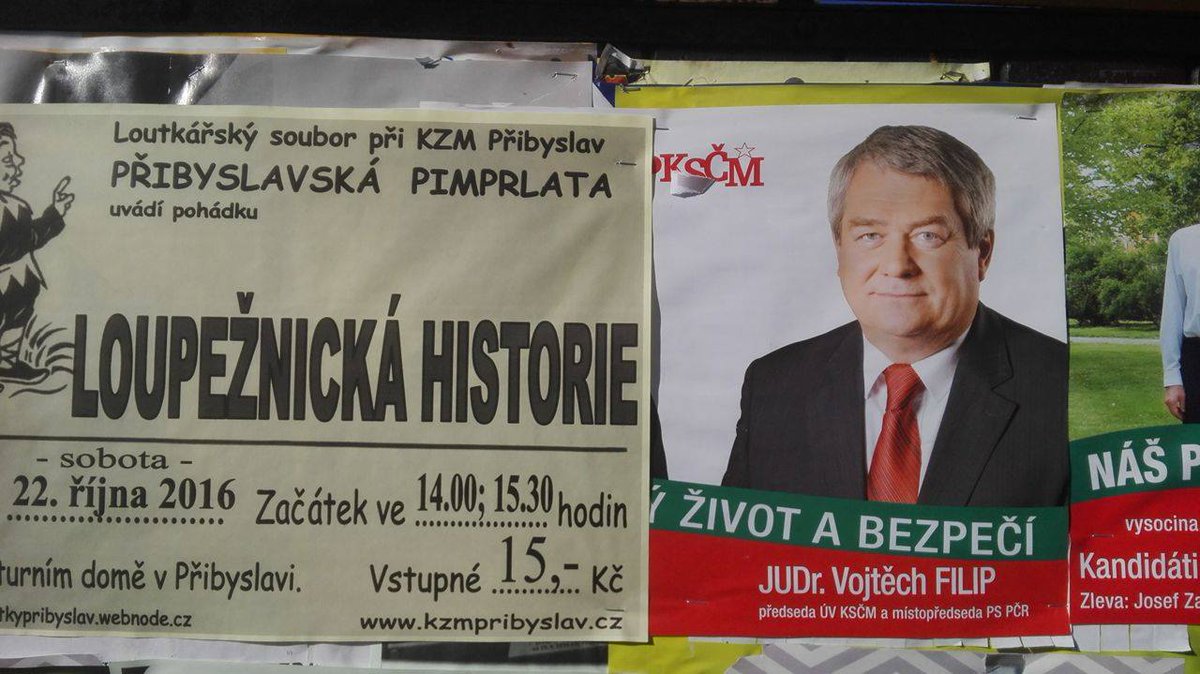 Loutkářský soubor při KZM Přibyslav
PŘIBYSLAVSKÁ PIMPRLATA
uvádí pohádku
LOUPEŽNICKÁ HISTORIE
- sobota -
22. října 2016 Začátek ve 14.00; 15.30 hodin
turním domě v Přibyslavi. Vstupné 15,- Kč
tkypribyslav.webnode.cz www.kzmpribyslav.cz
KSČM
Ý ŽIVOT A BEZPEČÍ
JUDr. Vojtěch FILIP
předseda ÚV KSČM a místopředseda PS PČR
NÁŠ P
vysocina
Kandidáti
Zleva: Josef Za